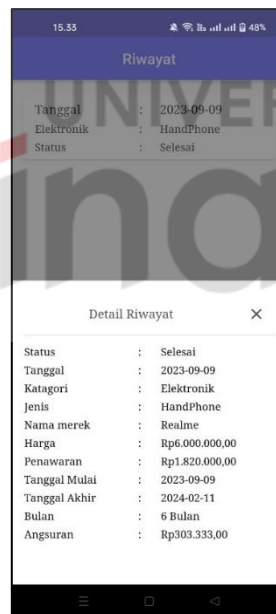 15.33 48%
Riwayat
UNIVER
Tanggal : 2023-09-09
Elektronik : HandPhone
Status : Selesai
Detail Riwayat ×
Status : Selesai
Tanggal : 2023-09-09
Katagori : Elektronik
Jenis : HandPhone
Nama merek : Realme
Harga : Rp6.000.000,00
Penawaran : Rp1.820.000,00
Tanggal Mulai : 2023-09-09
Tanggal Akhir : 2024-02-11
Bulan : 6 Bulan
Angsuran : Rp303.333,00